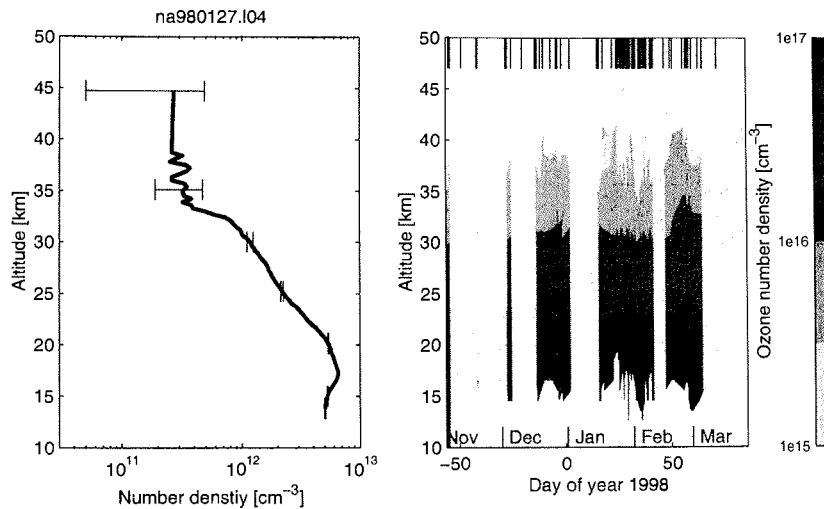 na980127.l04
50
45
40
35
30
25
20
15
10
Altitude [km]
10^11
10^12
10^13
Number denstiy [cm^-3]
50
45
40
35
30
25
20
15
10
Altitude [km]
Nov
Dec
Jan
Feb
Mar
-50
0
50
Day of year 1998
1e17
1e16
1e15
Ozone number density [cm^-3]